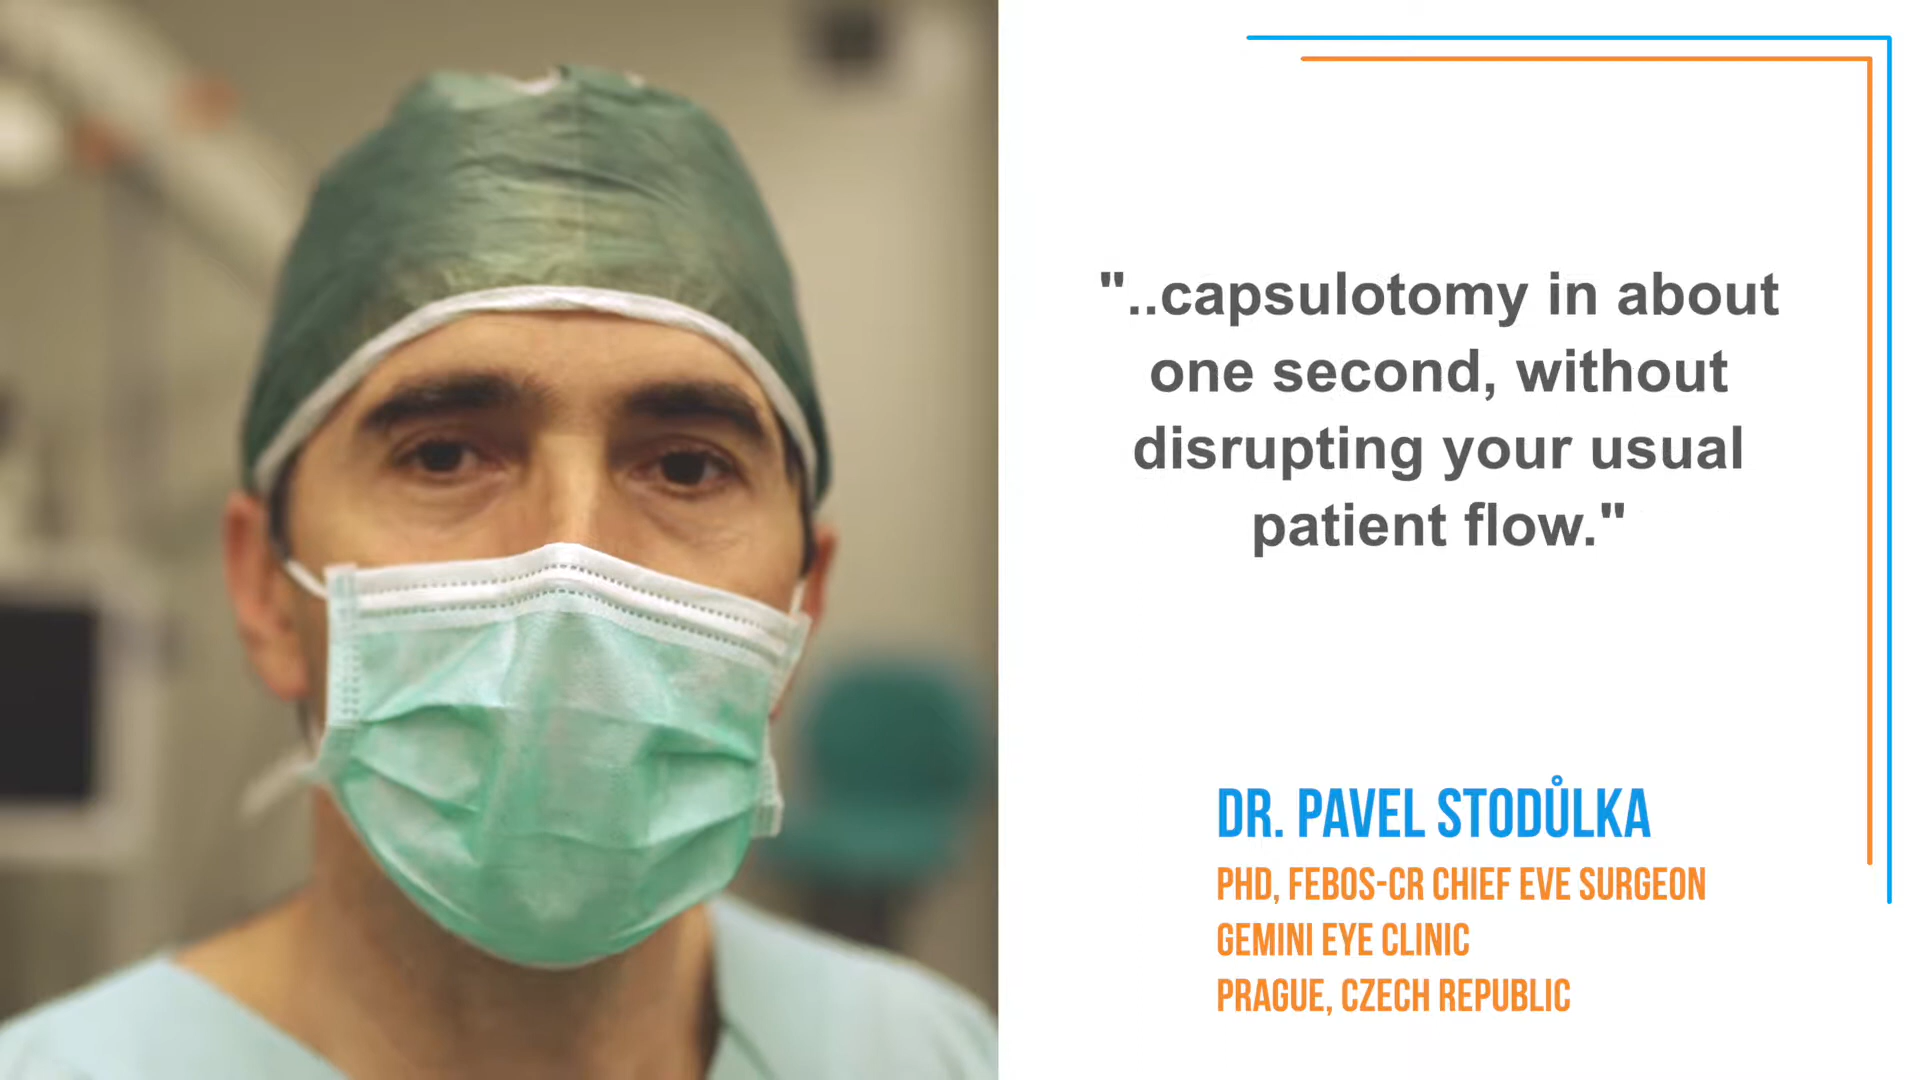 "..capsulotomy in about
one second, without
disrupting your usual
patient flow."
DR. PAVEL STODŮLKA
PHD, FEBOS-CR CHIEF EVE SURGEON
GEMINI EYE CLINIC
PRAGUE, CZECH REPUBLIC